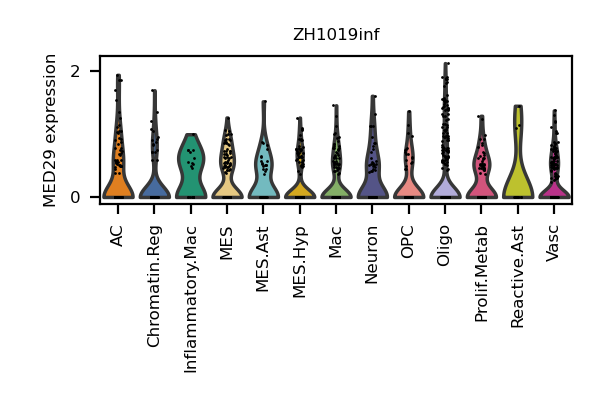 ZH1019inf
MED29 expression
2
0
AC
Chromatin.Reg
Inflammatory.Mac
MES
MES.Ast
MES.Hyp
Mac
Neuron
OPC
Oligo
Prolif.Metab
Reactive.Ast
Vasc